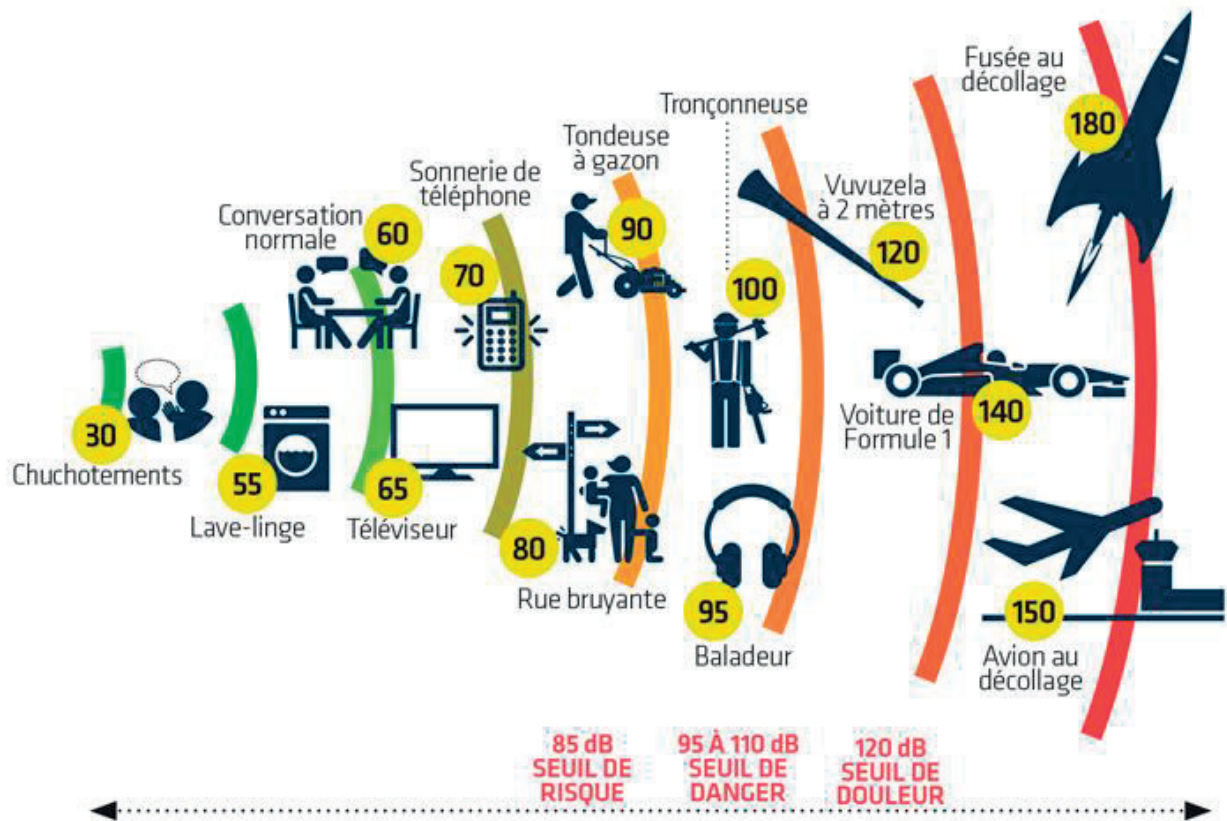 Fusée au
décollage
180
Tronçonneuse
Tondeuse
à gazon
90
Sonnerie de
téléphone
70
Vuvuzela
à 2 mètres
120
Conversation
normale
60
100
30
Chuchotements
55
Lave-linge
65
Téléviseur
80
Rue bruyante
95
Baladeur
Voiture de
Formule 1
140
150
Avion au
décollage
85 dB
SEUIL DE
RISQUE
95 À 110 dB
SEUIL DE
DANGER
120 dB
SEUIL DE
DOULEUR